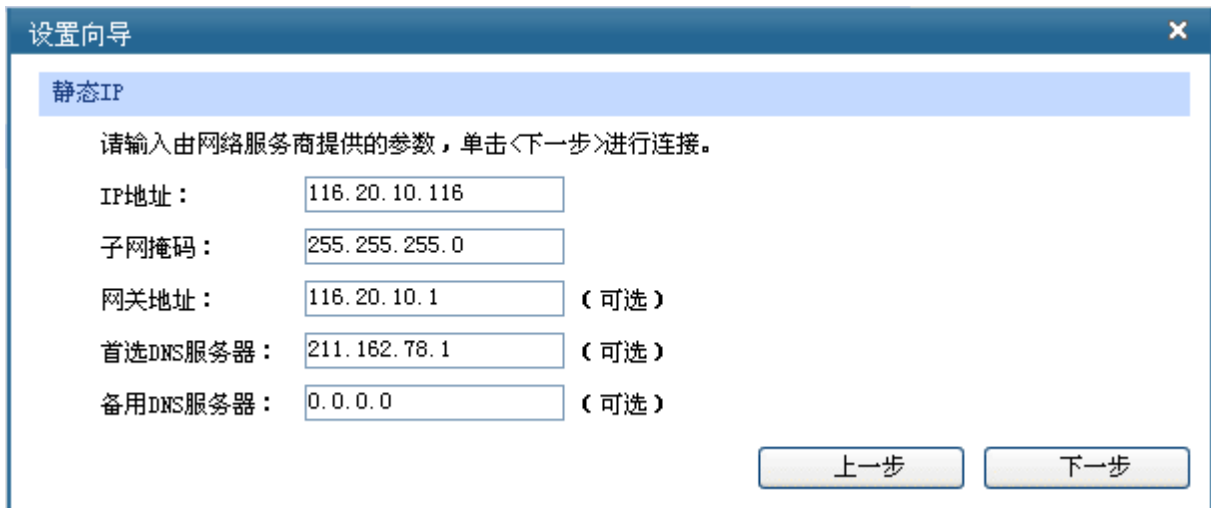 设置向导
静态IP
请输入由网络服务商提供的参数，单击<下一步>进行连接。
IP地址： 116.20.10.116
子网掩码： 255.255.255.0
网关地址： 116.20.10.1 （可选）
首选DNS服务器： 211.162.78.1 （可选）
备用DNS服务器： 0.0.0.0 （可选）
上一步 下一步